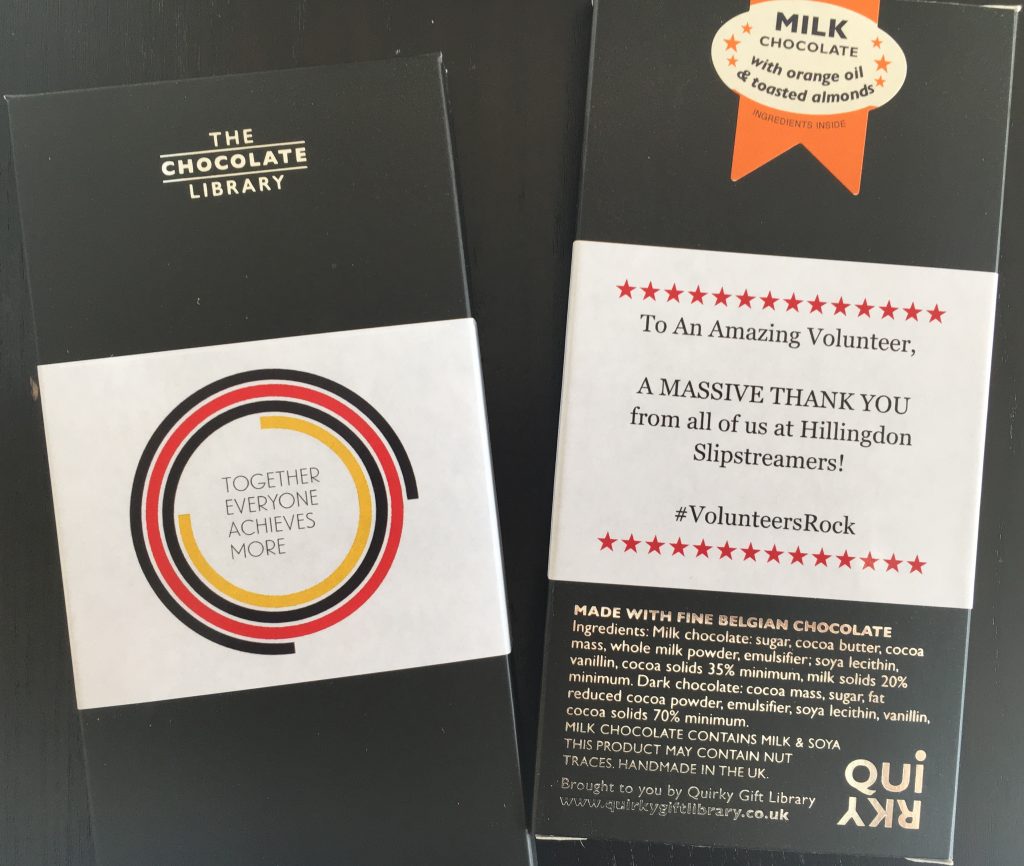 THE
CHOCOLATE
LIBRARY
TOGETHER
EVERYONE
ACHIEVES
MORE
MILK
CHOCOLATE
with orange oil
& toasted almonds
INGREDIENTS INSIDE
To An Amazing Volunteer,
A MASSIVE THANK YOU
from all of us at Hillingdon
Slipstreamers!
#VolunteersRock
MADE WITH FINE BELGIAN CHOCOLATE
Ingredients: Milk chocolate: sugar, cocoa butter, cocoa
mass, whole milk powder, emulsifier; soya lecithin,
vanillin, cocoa solids 35% minimum, milk solids 20%
minimum. Dark chocolate: cocoa mass, sugar, fat
reduced cocoa powder, emulsifier, soya lecithin, vanillin,
cocoa solids 70% minimum.
MILK CHOCOLATE CONTAINS MILK & SOYA
THIS PRODUCT MAY CONTAIN NUT
TRACES. HANDMADE IN THE UK.
Brought to you by Quirky Gift Library
www.quirkygiftlibrary.co.uk
QUi
RKY